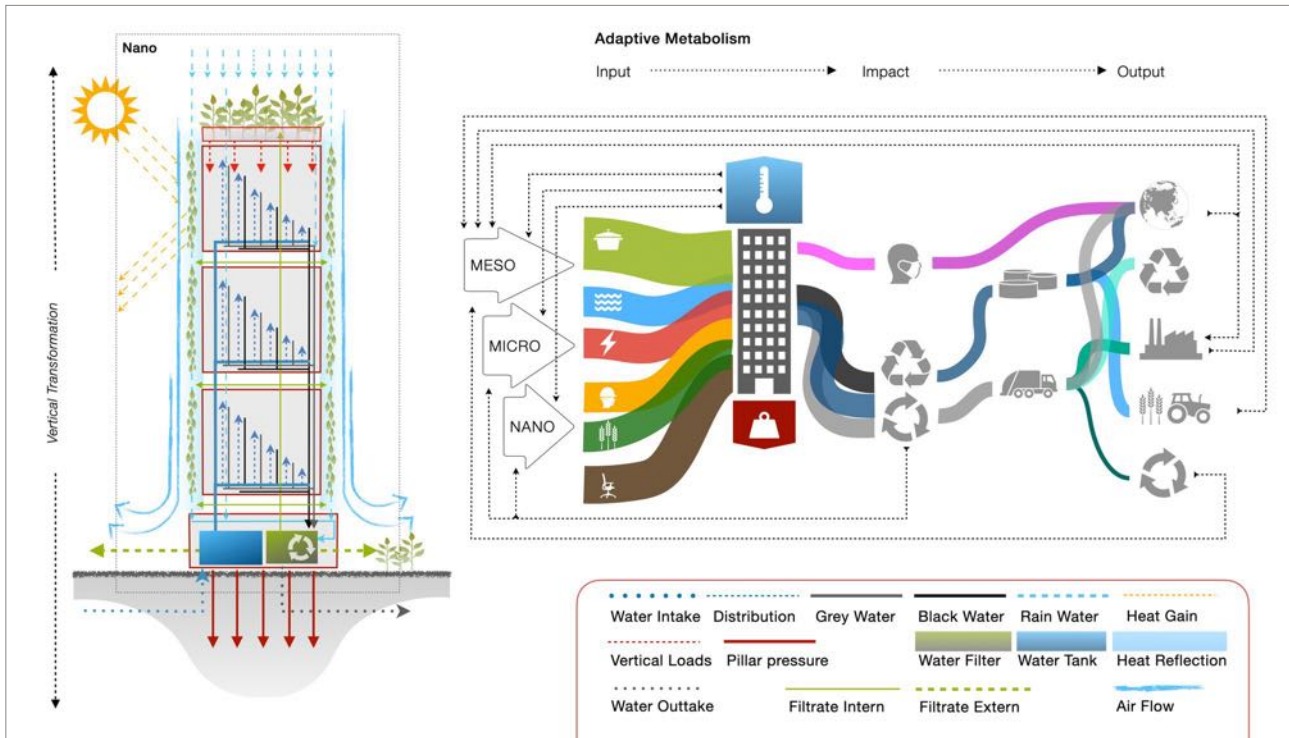 Nano
Vertical Transformation
Adaptive Metabolism
Input Impact Output
MESO
MICRO
NANO
Water Intake Distribution Grey Water Black Water Rain Water Heat Gain
Vertical Loads Pillar pressure Water Filter Water Tank Heat Reflection
Water Outtake Filtrate Intern Filtrate Extern Air Flow